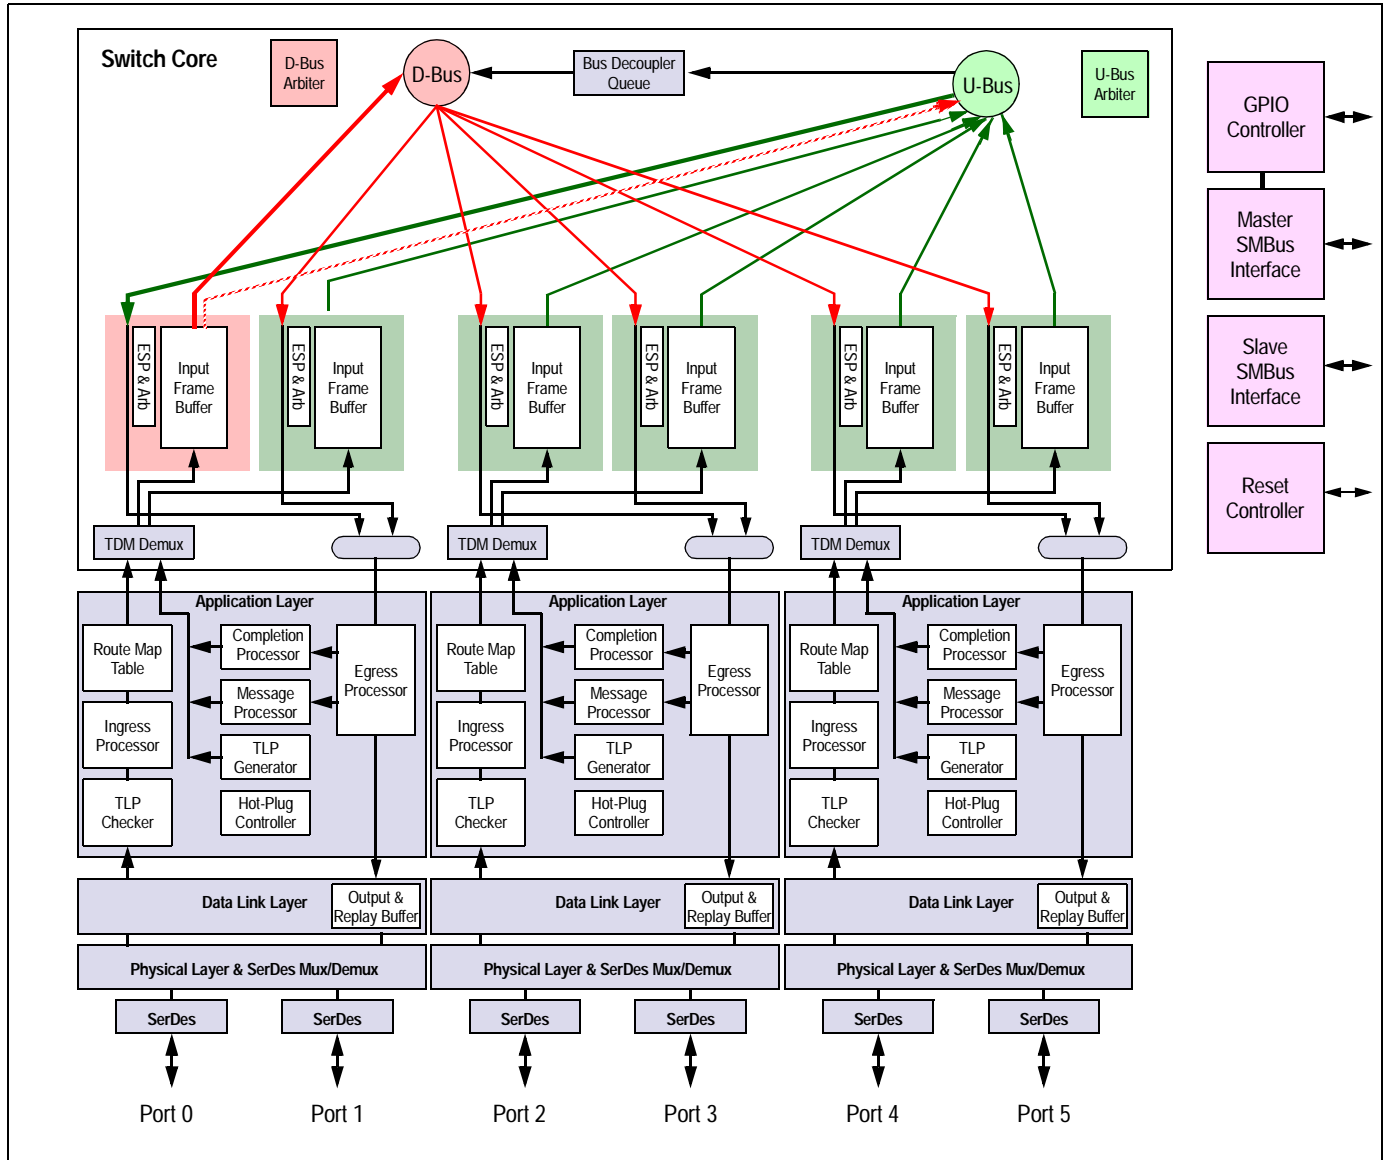 Switch Core
D-Bus
Arbiter
D-Bus
Bus Decoupler
Queue
U-Bus
U-Bus
Arbiter
GPIO
Controller
Master
SMBus
Interface
Slave
SMBus
Interface
Reset
Controller
ESP & Arb
Input
Frame
Buffer
ESP & Arb
Input
Frame
Buffer
ESP & Arb
Input
Frame
Buffer
ESP & Arb
Input
Frame
Buffer
ESP & Arb
Input
Frame
Buffer
ESP & Arb
Input
Frame
Buffer
TDM Demux
TDM Demux
TDM Demux
Application Layer
Route Map
Table
Completion
Processor
Egress
Processor
Message
Processor
Ingress
Processor
TLP
Generator
TLP
Checker
Hot-Plug
Controller
Application Layer
Route Map
Table
Completion
Processor
Egress
Processor
Message
Processor
Ingress
Processor
TLP
Generator
TLP
Checker
Hot-Plug
Controller
Application Layer
Route Map
Table
Completion
Processor
Egress
Processor
Message
Processor
Ingress
Processor
TLP
Generator
TLP
Checker
Hot-Plug
Controller
Data Link Layer
Output &
Replay Buffer
Data Link Layer
Output &
Replay Buffer
Data Link Layer
Output &
Replay Buffer
Physical Layer & SerDes Mux/Demux
Physical Layer & SerDes Mux/Demux
Physical Layer & SerDes Mux/Demux
SerDes
SerDes
SerDes
SerDes
SerDes
SerDes
Port 0
Port 1
Port 2
Port 3
Port 4
Port 5